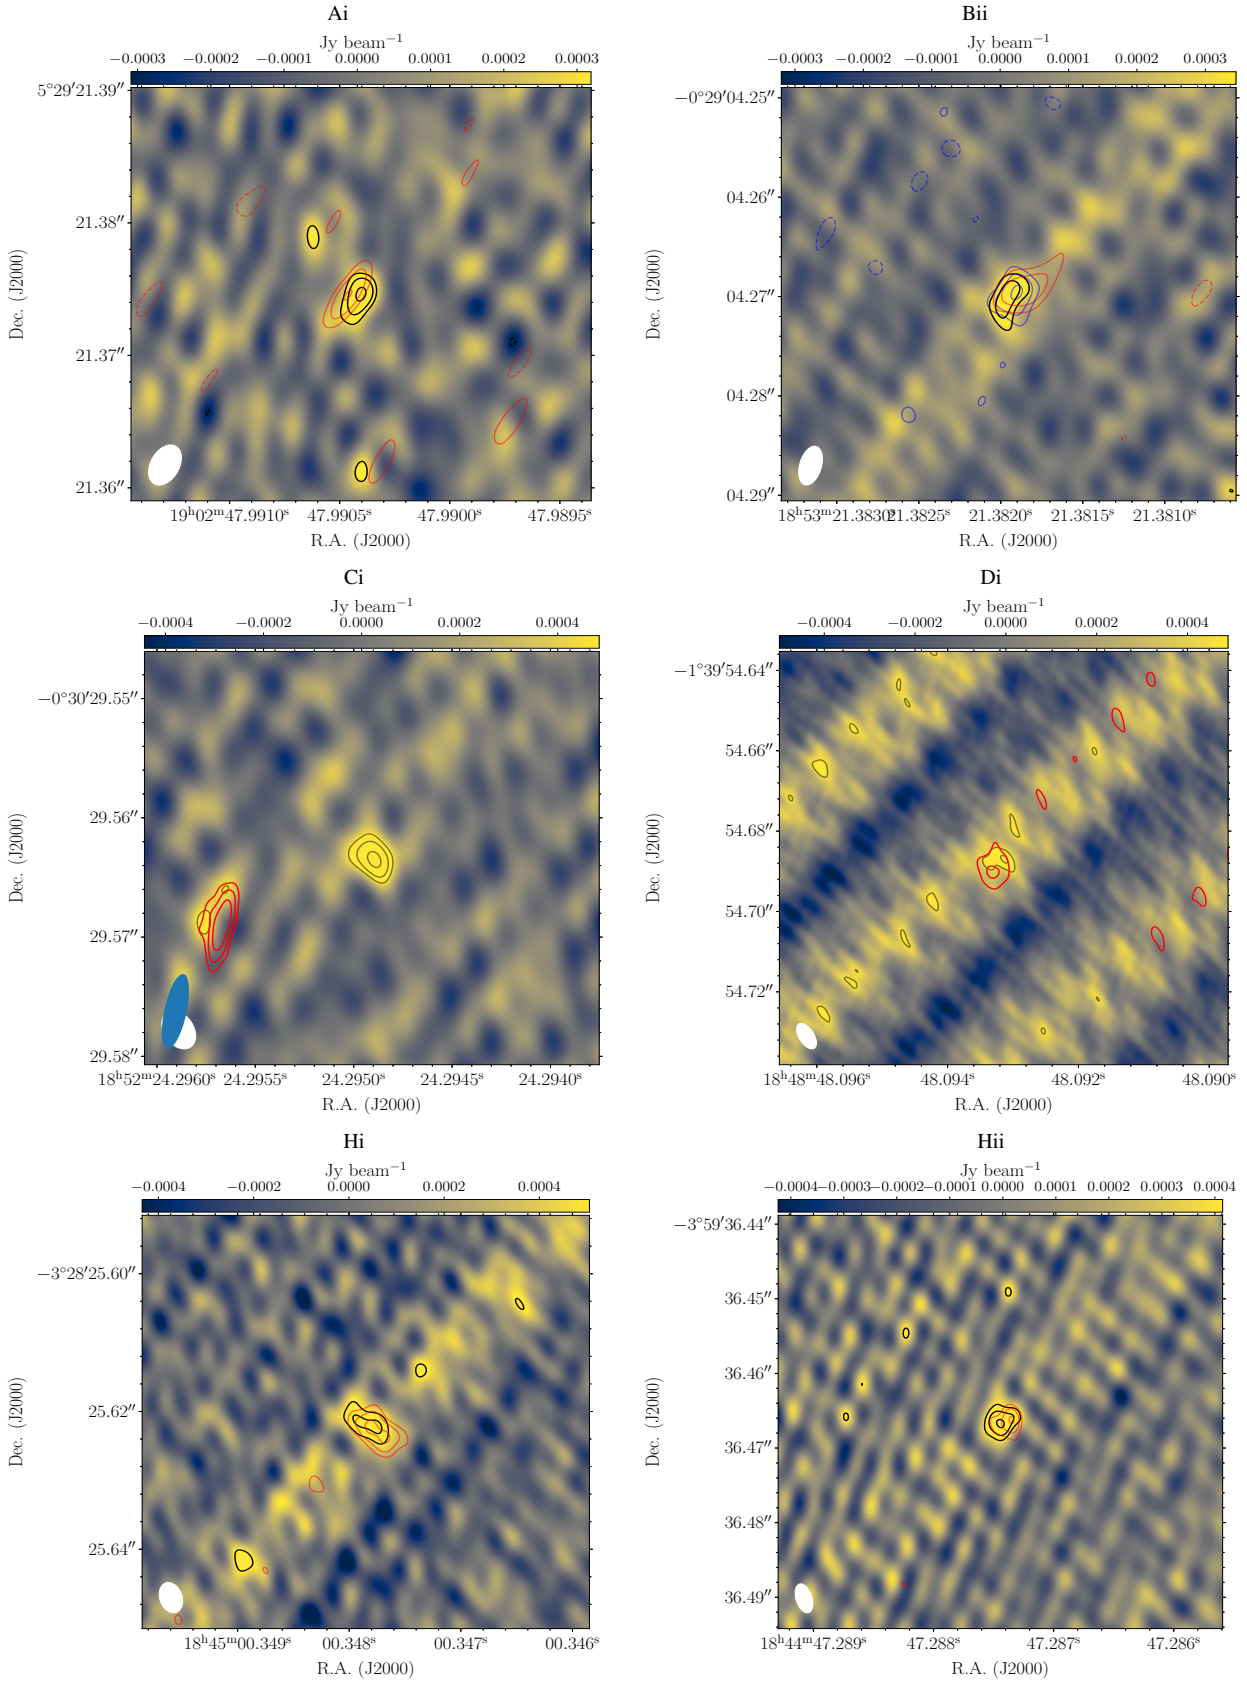 Ai
Jy beam−1
−0.0003 −0.0002 −0.0001 0.0000 0.0001 0.0002 0.0003
5°29′21.39″
21.38″
21.37″
21.36″
Dec. (J2000)
19h02m47.9910s 47.9905s 47.9900s 47.9895s
R.A. (J2000)
Bii
Jy beam−1
−0.0003 −0.0002 −0.0001 0.0000 0.0001 0.0002 0.0003
−0°29′04.25″
04.26″
04.27″
04.28″
04.29″
Dec. (J2000)
18h53m21.3830s 21.3825s 21.3820s 21.3815s 21.3810s
R.A. (J2000)
Ci
Jy beam−1
−0.0004 −0.0002 0.0000 0.0002 0.0004
−0°30′29.55″
29.56″
29.57″
29.58″
Dec. (J2000)
18h52m24.2960s 24.2955s 24.2950s 24.2945s 24.2940s
R.A. (J2000)
Di
Jy beam−1
−0.0004 −0.0002 0.0000 0.0002 0.0004
−1°39′54.64″
54.66″
54.68″
54.70″
54.72″
Dec. (J2000)
18h48m48.096s 48.094s 48.092s 48.090s
R.A. (J2000)
Hi
Jy beam−1
−0.0004 −0.0002 0.0000 0.0002 0.0004
−3°28′25.60″
25.62″
25.64″
Dec. (J2000)
18h45m00.349s 00.348s 00.347s 00.346s
R.A. (J2000)
Hii
Jy beam−1
−0.0004 −0.0003 −0.0002 −0.0001 0.0000 0.0001 0.0002 0.0003 0.0004
−3°59′36.44″
36.45″
36.46″
36.47″
36.48″
36.49″
Dec. (J2000)
18h44m47.289s 47.288s 47.287s 47.286s
R.A. (J2000)